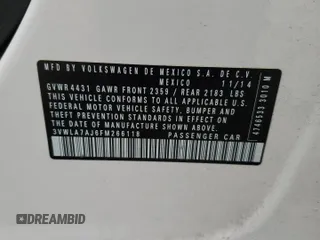 MFD BY VOLKSWAGEN DE MEXICO S.A. DE C.V.
MEXICO 11/14
GVWR 4431 GAWR FRONT 2359 / REAR 2183 LBS
THIS VEHICLE CONFORMS TO ALL APPLICABLE U.S.
FEDERAL MOTOR VEHICLE SAFETY, BUMPER, AND
THEFT PREVENTION STANDARDS IN EFFECT ON THE
DATE OF MANUFACTURE SHOWN ABOVE.
3VWLA7AJ6FM266118 PASSENGER CAR
4746533 3010 M
DREAMBID